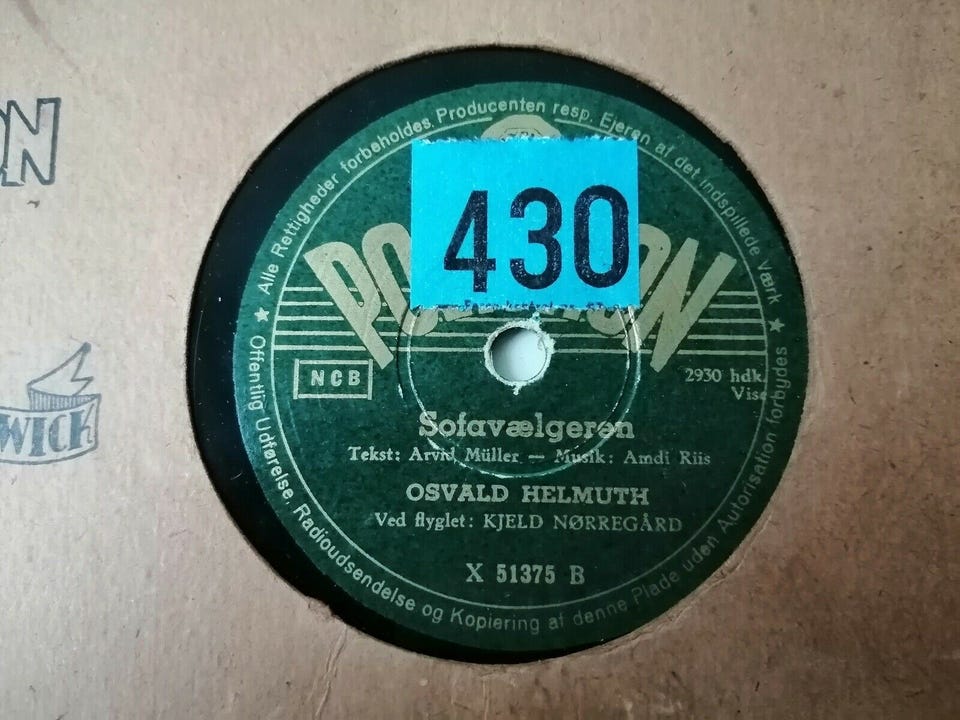 Alle Rettigheder forbeholdes. Producenten resp. Ejeren af det indspillede Værk
430
NCB
2930 hdk.
Sofavælgeren
Tekst: Arvid Müller — Musik: Amdi Riis
OSVALD HELMUTH
Ved flyglet: KJELD NØRREGÅRD
X 51375 B
Offentlig Udførelse, Radioudsendelse og Kopiering af denne Plade uden Autorisation forbydes
WICK